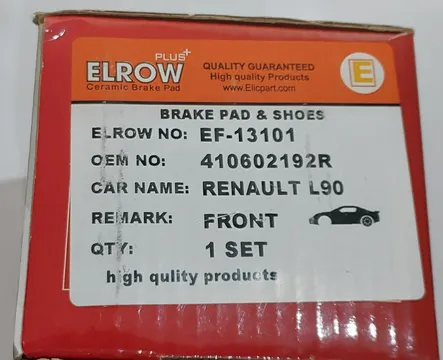 PLUS+
ELROW
Ceramic Brake Pad
QUALITY GUARANTEED
High quality Products
www.Elicpart.com
E
BRAKE PAD & SHOES
ELROW NO: EF-13101
OEM NO: 410602192R
CAR NAME: RENAULT L90
REMARK: FRONT
QTY: 1 SET
high qulity products